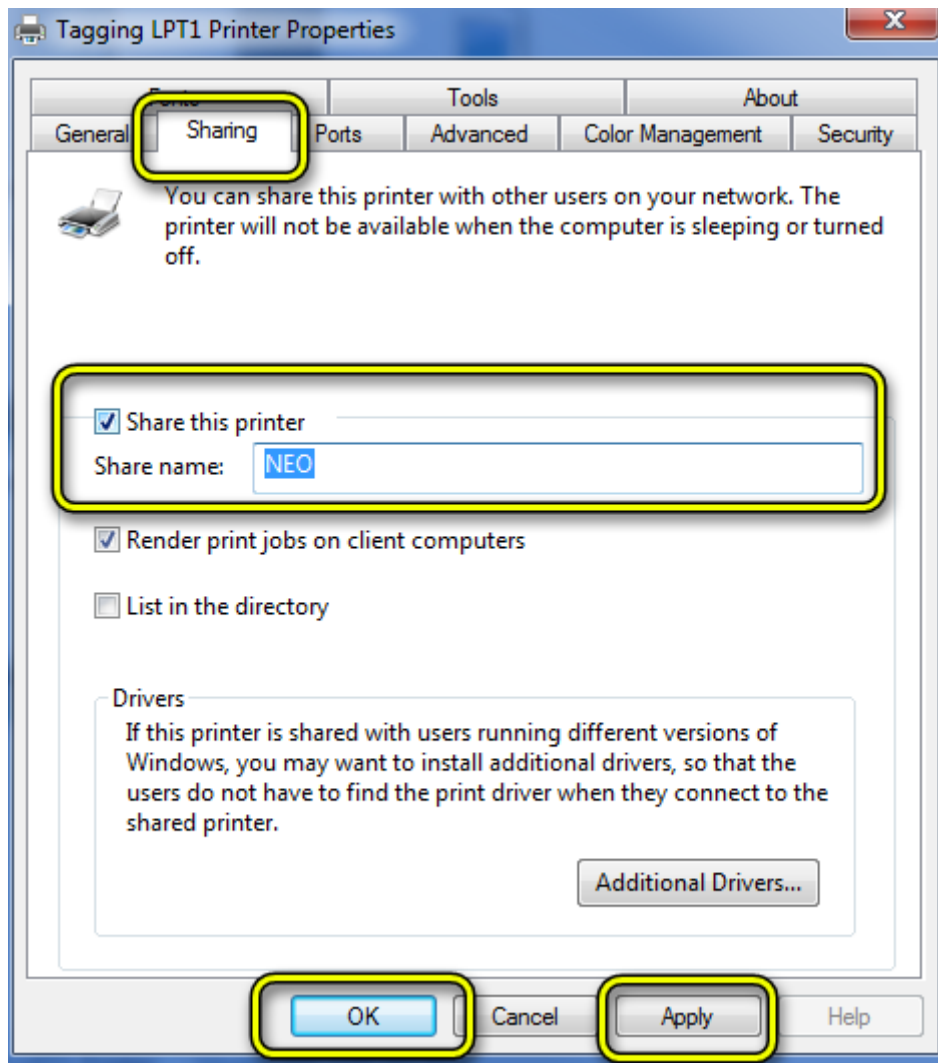 Tagging LPT1 Printer Properties
Fonts Tools About
General Sharing Ports Advanced Color Management Security
You can share this printer with other users on your network. The
printer will not be available when the computer is sleeping or turned
off.
Share this printer
Share name: NEO
Render print jobs on client computers
List in the directory
Drivers
If this printer is shared with users running different versions of
Windows, you may want to install additional drivers, so that the
users do not have to find the print driver when they connect to the
shared printer.
Additional Drivers...
OK Cancel Apply Help